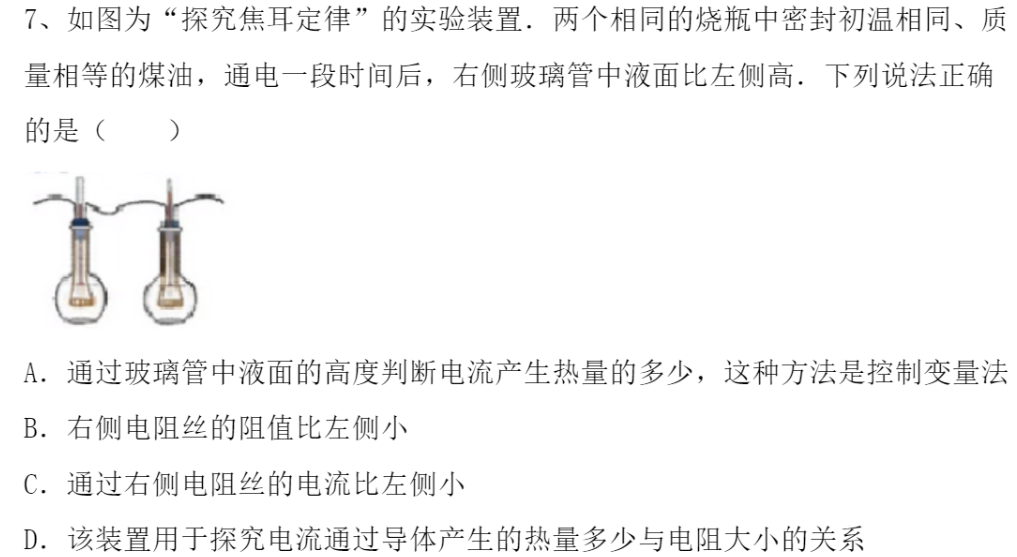 7、如图为“探究焦耳定律”的实验装置．两个相同的烧瓶中密封初温相同、质
量相等的煤油，通电一段时间后，右侧玻璃管中液面比左侧高．下列说法正确
的是（　　）
A．通过玻璃管中液面的高度判断电流产生热量的多少，这种方法是控制变量法
B．右侧电阻丝的阻值比左侧小
C．通过右侧电阻丝的电流比左侧小
D．该装置用于探究电流通过导体产生的热量多少与电阻大小的关系